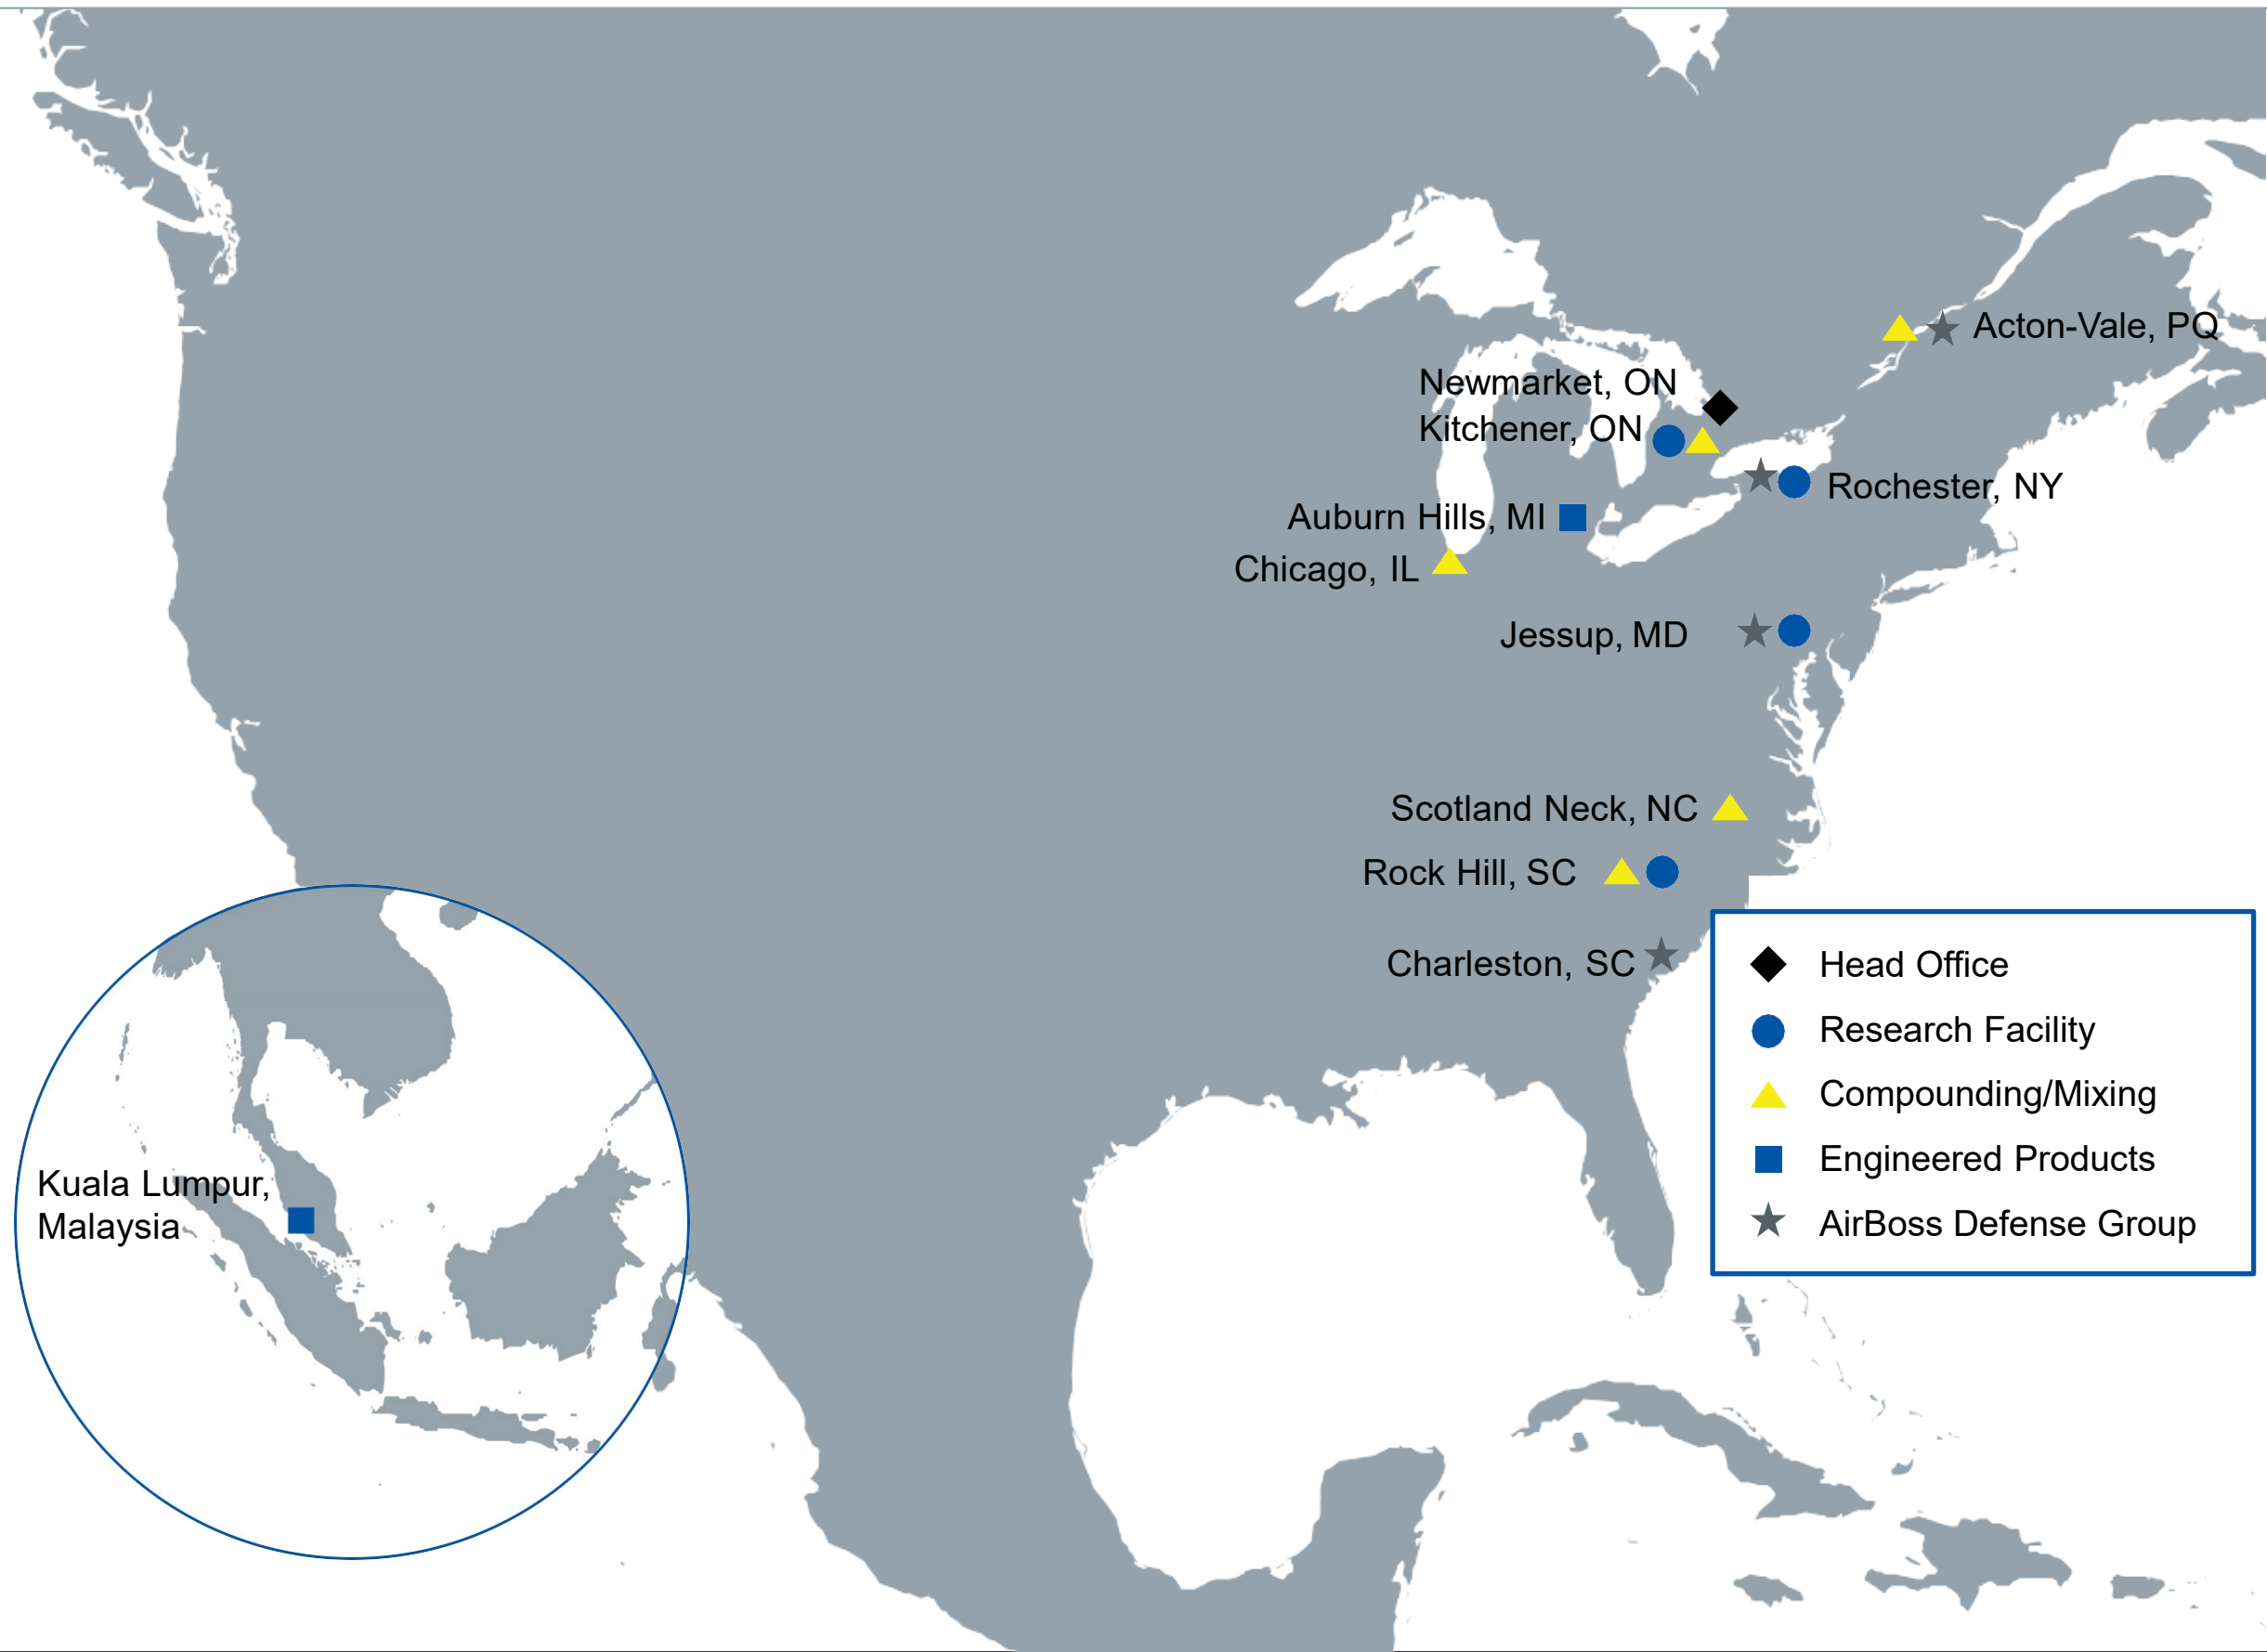 Acton-Vale, PQ
Newmarket, ON
Kitchener, ON
Rochester, NY
Auburn Hills, MI
Chicago, IL
Jessup, MD
Scotland Neck, NC
Rock Hill, SC
Charleston, SC
Head Office
Research Facility
Compounding/Mixing
Engineered Products
AirBoss Defense Group
Kuala Lumpur,
Malaysia